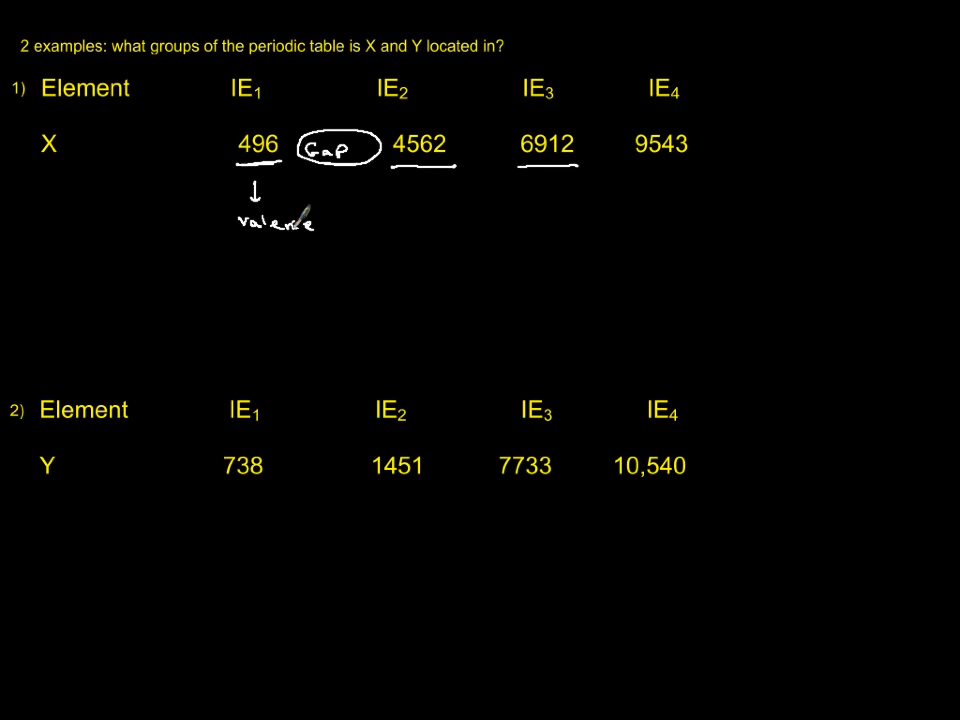 2 examples: what groups of the periodic table is X and Y located in?
1) Element IE₁ IE₂ IE₃ IE₄
X 496 Gap 4562 6912 9543
valence
2) Element IE₁ IE₂ IE₃ IE₄
Y 738 1451 7733 10,540